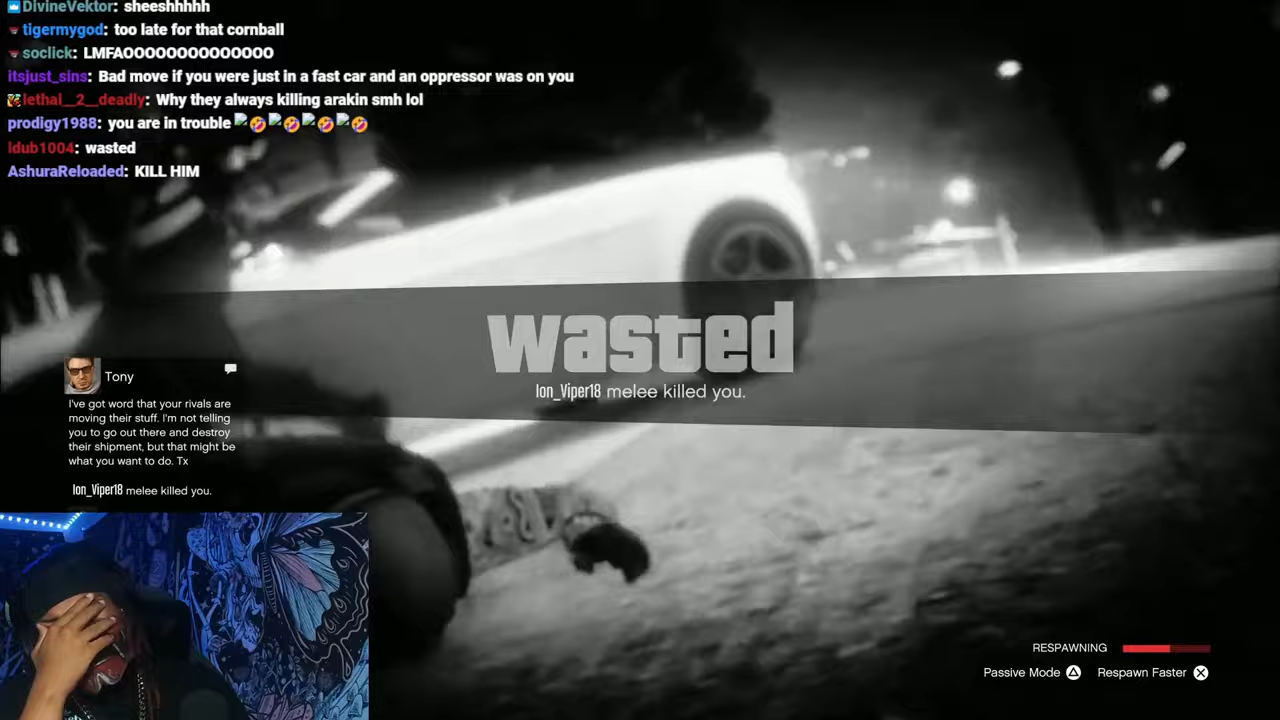 DivineVektor: sheeshhhhh
tigermygod: too late for that cornball
soclick: LMFAOOOOOOOOOOOOOO
itsjust_sins: Bad move if you were just in a fast car and an oppressor was on you
lethal__2__deadly: Why they always killing arakin smh lol
prodigy1988: you are in trouble 🤣 🤣 🤣 🤣
ldub1004: wasted
AshuraReloaded: KILL HIM
wasted
Ion_Viper18 melee killed you.
Tony
I've got word that your rivals are
moving their stuff. I'm not telling
you to go out there and destroy
their shipment, but that might be
what you want to do. Tx
Ion_Viper18 melee killed you.
RESPAWNING
Passive Mode Respawn Faster